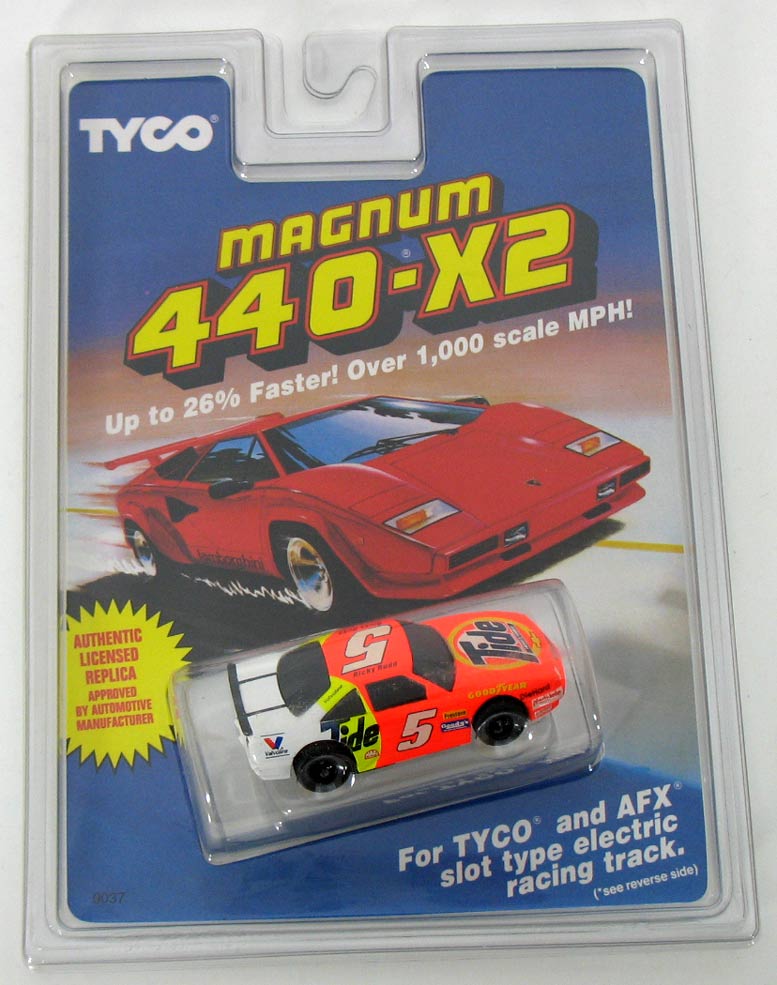 TYCO®
MAGNUM
440®-X2
Up to 26% Faster! Over 1,000 scale MPH!
lamborghini
AUTHENTIC
LICENSED
REPLICA
APPROVED
BY AUTOMOTIVE
MANUFACTURER
5
Ricky Rudd
Tide
GOODYEAR
Tide
5
Valvoline
For TYCO® and AFX®
slot type electric
racing track.
(*see reverse side)
9037